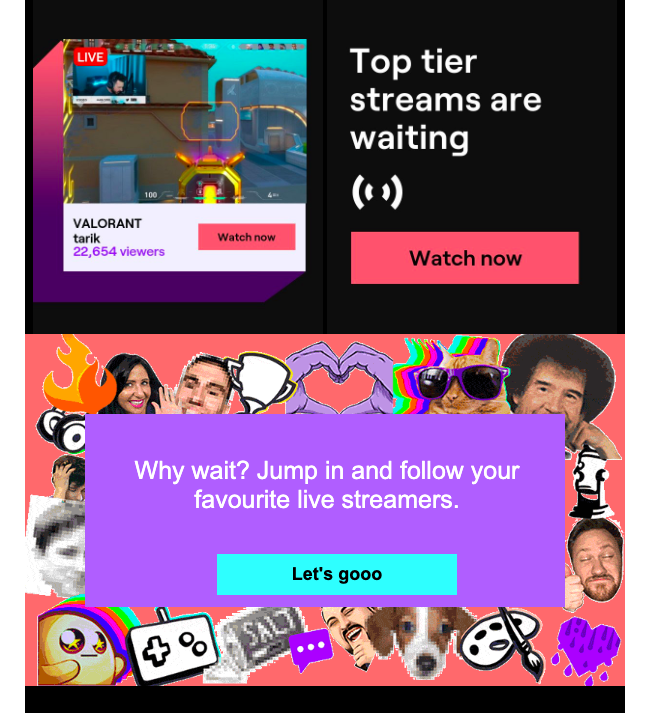 LIVE
100
VALORANT
tarik
22,654 viewers
Watch now
Top tier
streams are
waiting
Watch now
Why wait? Jump in and follow your
favourite live streamers.
Let's gooo
SALT